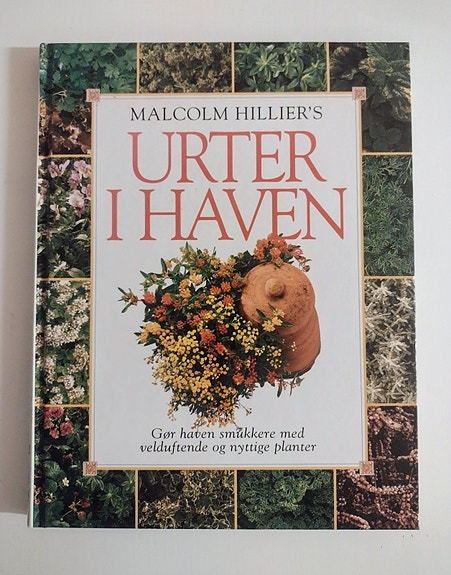 MALCOLM HILLIER'S
URTER
I HAVEN
Gør haven smukkere med
velduftende og nyttige planter